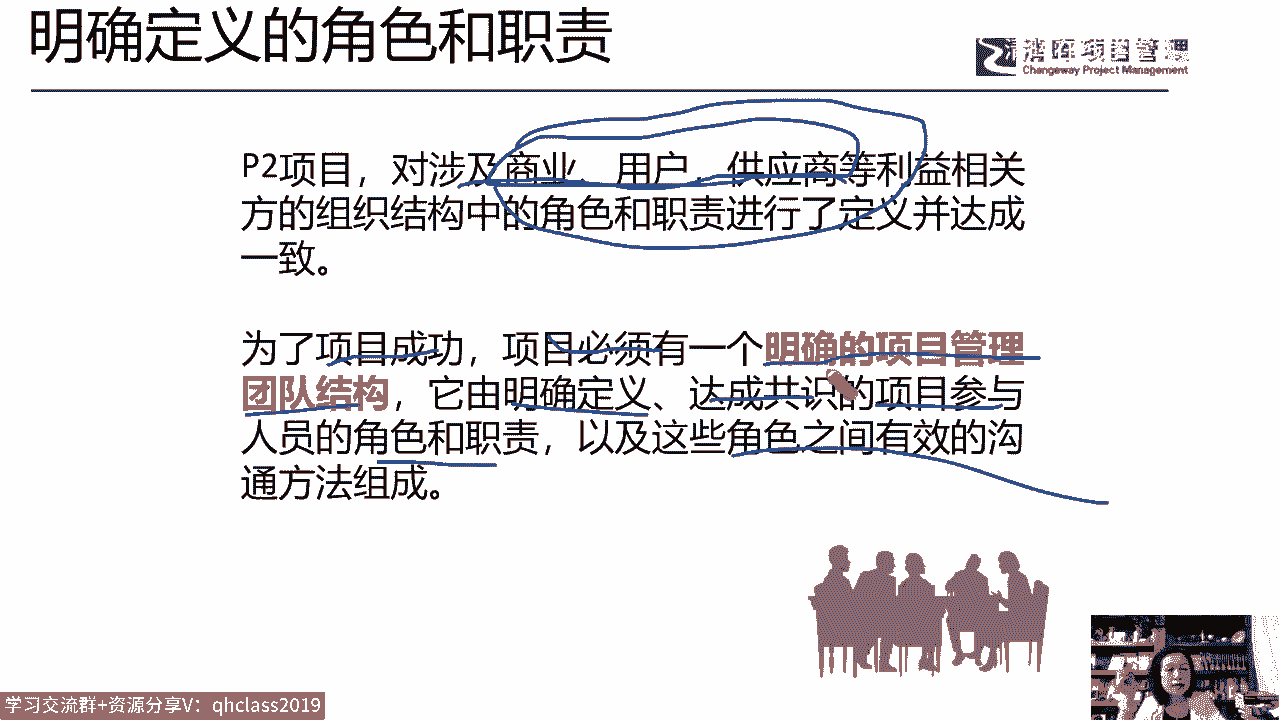 明确定义的角色和职责
清晖项目管理
Changeway Project Management
P2项目，对涉及商业、用户，供应商等利益相关
方的组织结构中的角色和职责进行了定义并达成
一致。
为了项目成功，项目必须有一个明确的项目管理
团队结构，它由明确定义、达成共识的项目参与
人员的角色和职责，以及这些角色之间有效的沟
通方法组成。
学习交流群+资源分享V：qhclass2019